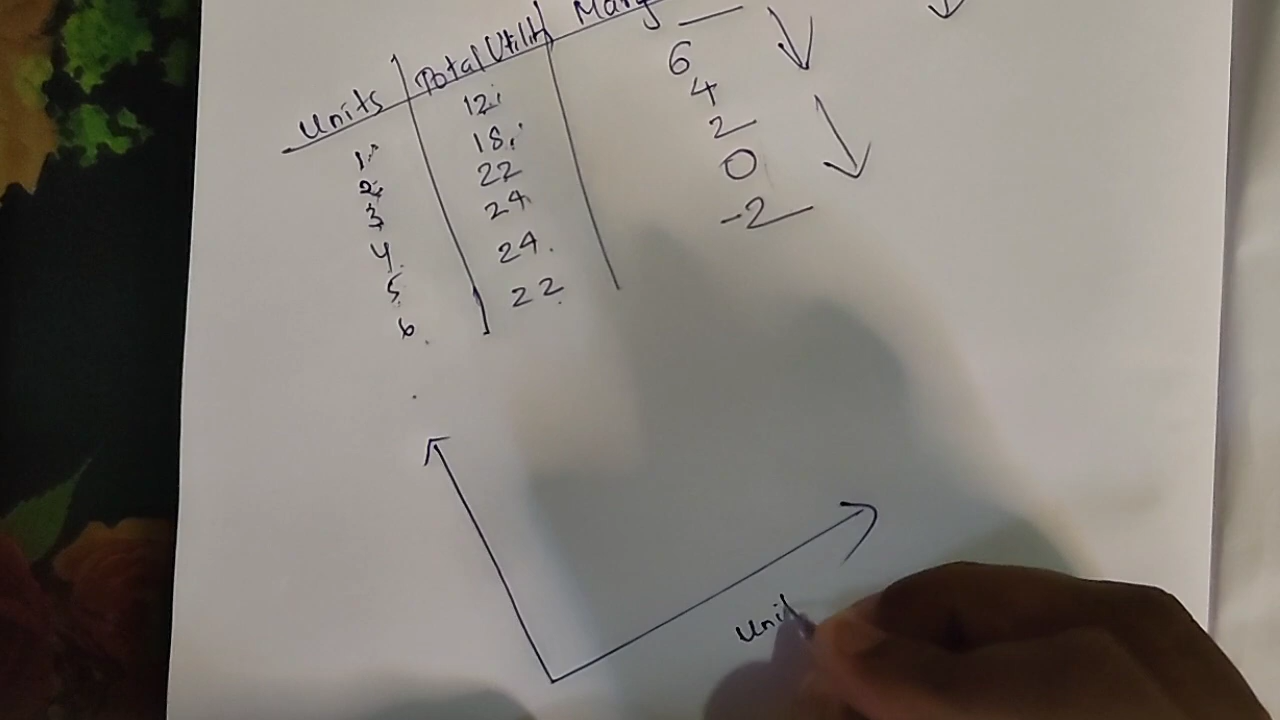 Units Total Utility Marg
1. 12 —
2. 18 6
3 22 4
4. 24 2
5. 24. 0
6. 22 -2
Unit